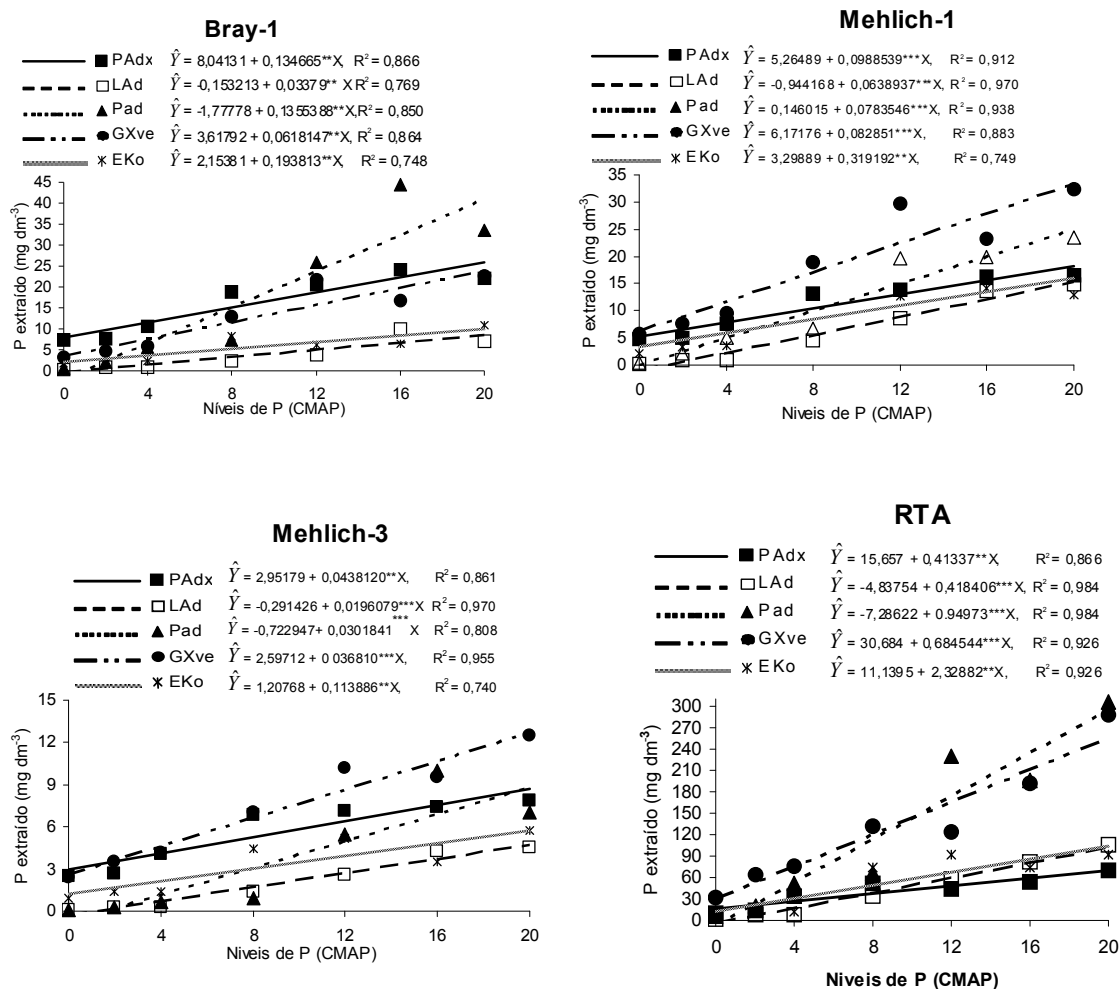 Bray-1
PAdx Ŷ = 8,04131 + 0,134665**X, R² = 0,866
LAd Ŷ = -0,153213 + 0,03379** X R² = 0,769
Pad Ŷ = -1,77778 + 0,1355388**X, R² = 0,850
GXve Ŷ = 3,61792 + 0,0618147**X, R² = 0,864
EKo Ŷ = 2,15381 + 0,193813**X, R² = 0,748
P extraído (mg dm⁻³)
45
40
35
30
25
20
15
10
5
0
0 4 8 12 16 20
Níveis de P (CMAP)
Mehlich-1
PAdx Ŷ = 5,26489 + 0,0988539***X, R² = 0,912
LAd Ŷ = -0,944168 + 0,0638937***X, R² = 0,970
Pad Ŷ = 0,146015 + 0,0783546***X, R² = 0,938
GXve Ŷ = 6,17176 + 0,082851***X, R² = 0,883
EKo Ŷ = 3,29889 + 0,319192**X, R² = 0,749
P extraído (mg dm⁻³)
35
30
25
20
15
10
5
0
0 4 8 12 16 20
Niveis de P (CMAP)
Mehlich-3
PAdx Ŷ = 2,95179 + 0,0438120**X, R² = 0,861
LAd Ŷ = -0,291426 + 0,0196079***X R² = 0,970
Pad Ŷ = -0,722947+ 0,0301841*** X R² = 0,808
GXve Ŷ = 2,59712 + 0 036810***X, R² = 0,955
EKo Ŷ = 1,20768 + 0,113886**X, R² = 0,740
P extraído (mg dm⁻³)
15
12
9
6
3
0
0 4 8 12 16 20
Niveis de P (CMAP)
RTA
PAdx Ŷ = 15,657 + 0,41337**X, R² = 0,866
LAd Ŷ = -4,83754 + 0,418406***X, R² = 0,984
Pad Ŷ = -7,28622 + 0.94973***X, R² = 0,984
GXve Ŷ = 30,684 + 0,684544***X, R² = 0,926
EKo Ŷ = 11,1395 + 2,32882**X, R² = 0,926
P extraído (mg dm⁻³)
300
270
240
210
180
150
120
90
60
30
0
0 4 8 12 16 20
Niveis de P (CMAP)